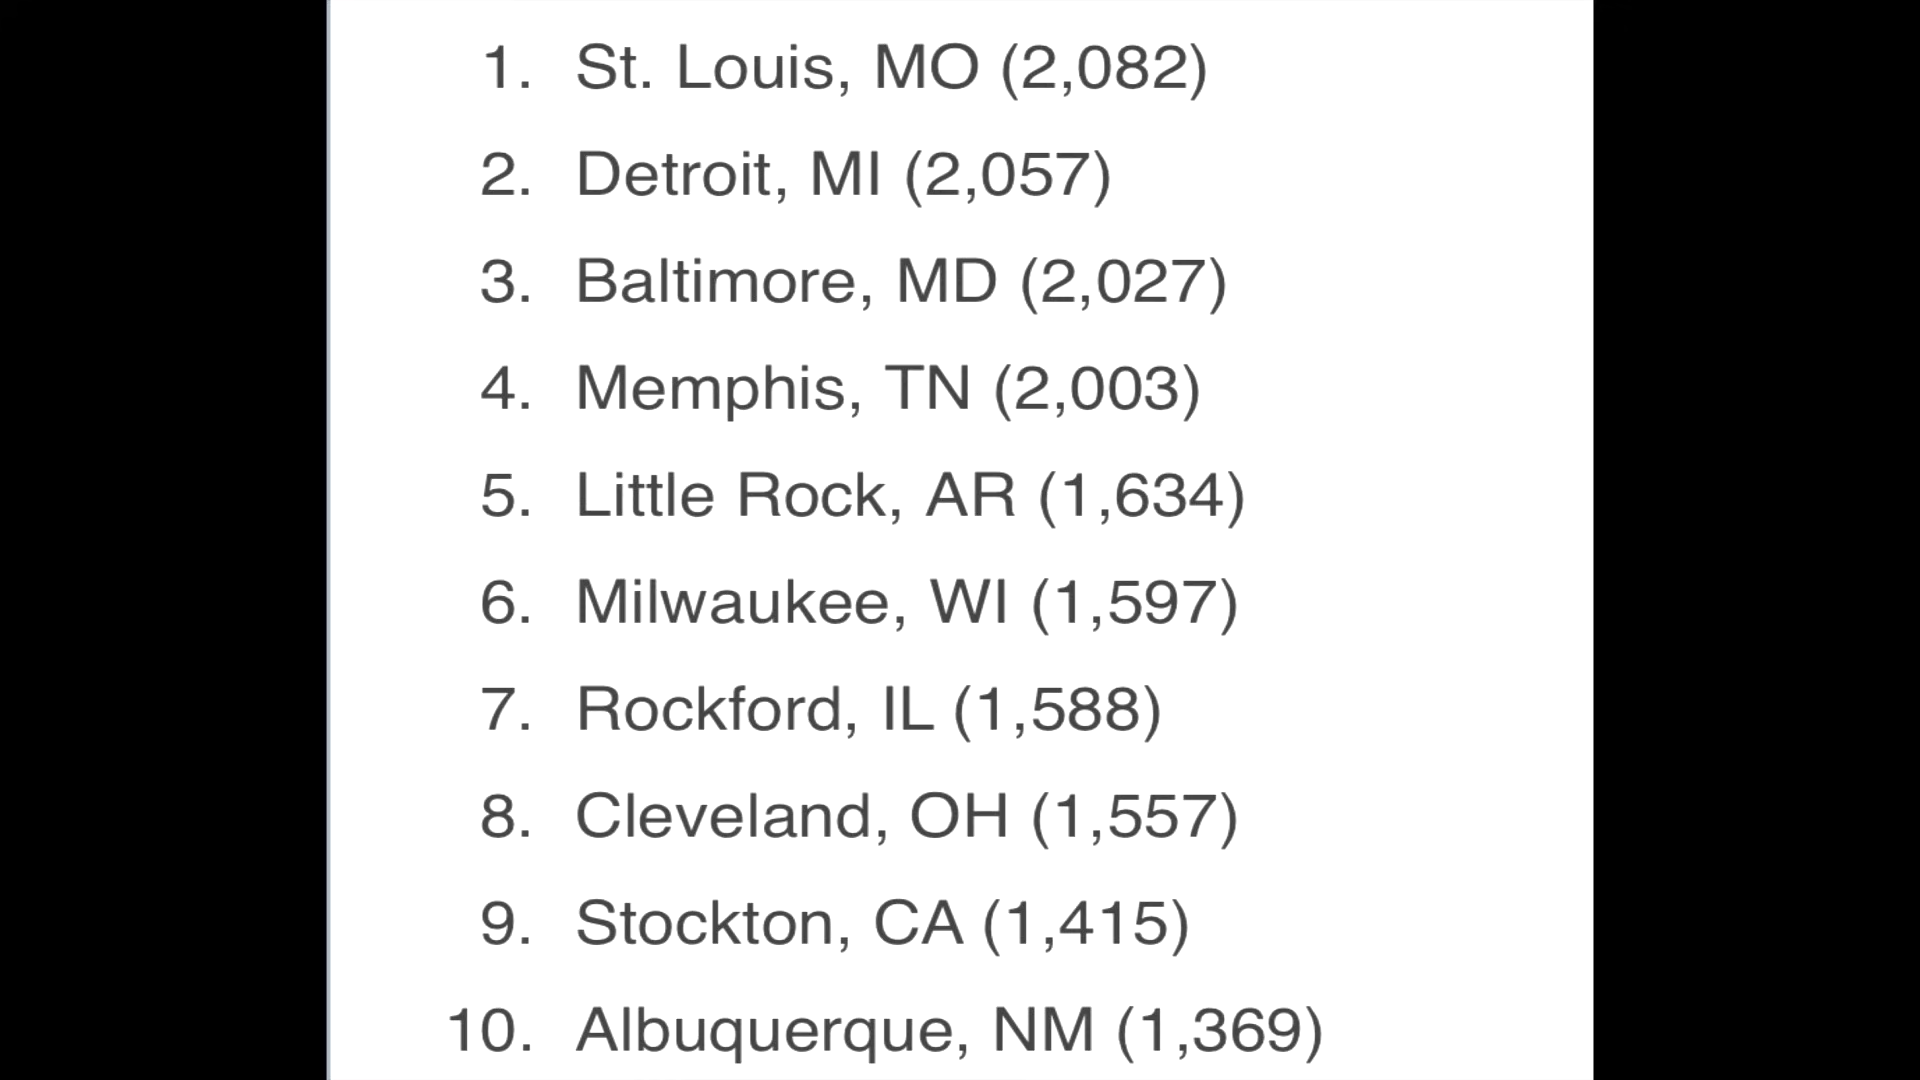 1. St. Louis, MO (2,082)
2. Detroit, MI (2,057)
3. Baltimore, MD (2,027)
4. Memphis, TN (2,003)
5. Little Rock, AR (1,634)
6. Milwaukee, WI (1,597)
7. Rockford, IL (1,588)
8. Cleveland, OH (1,557)
9. Stockton, CA (1,415)
10. Albuquerque, NM (1,369)